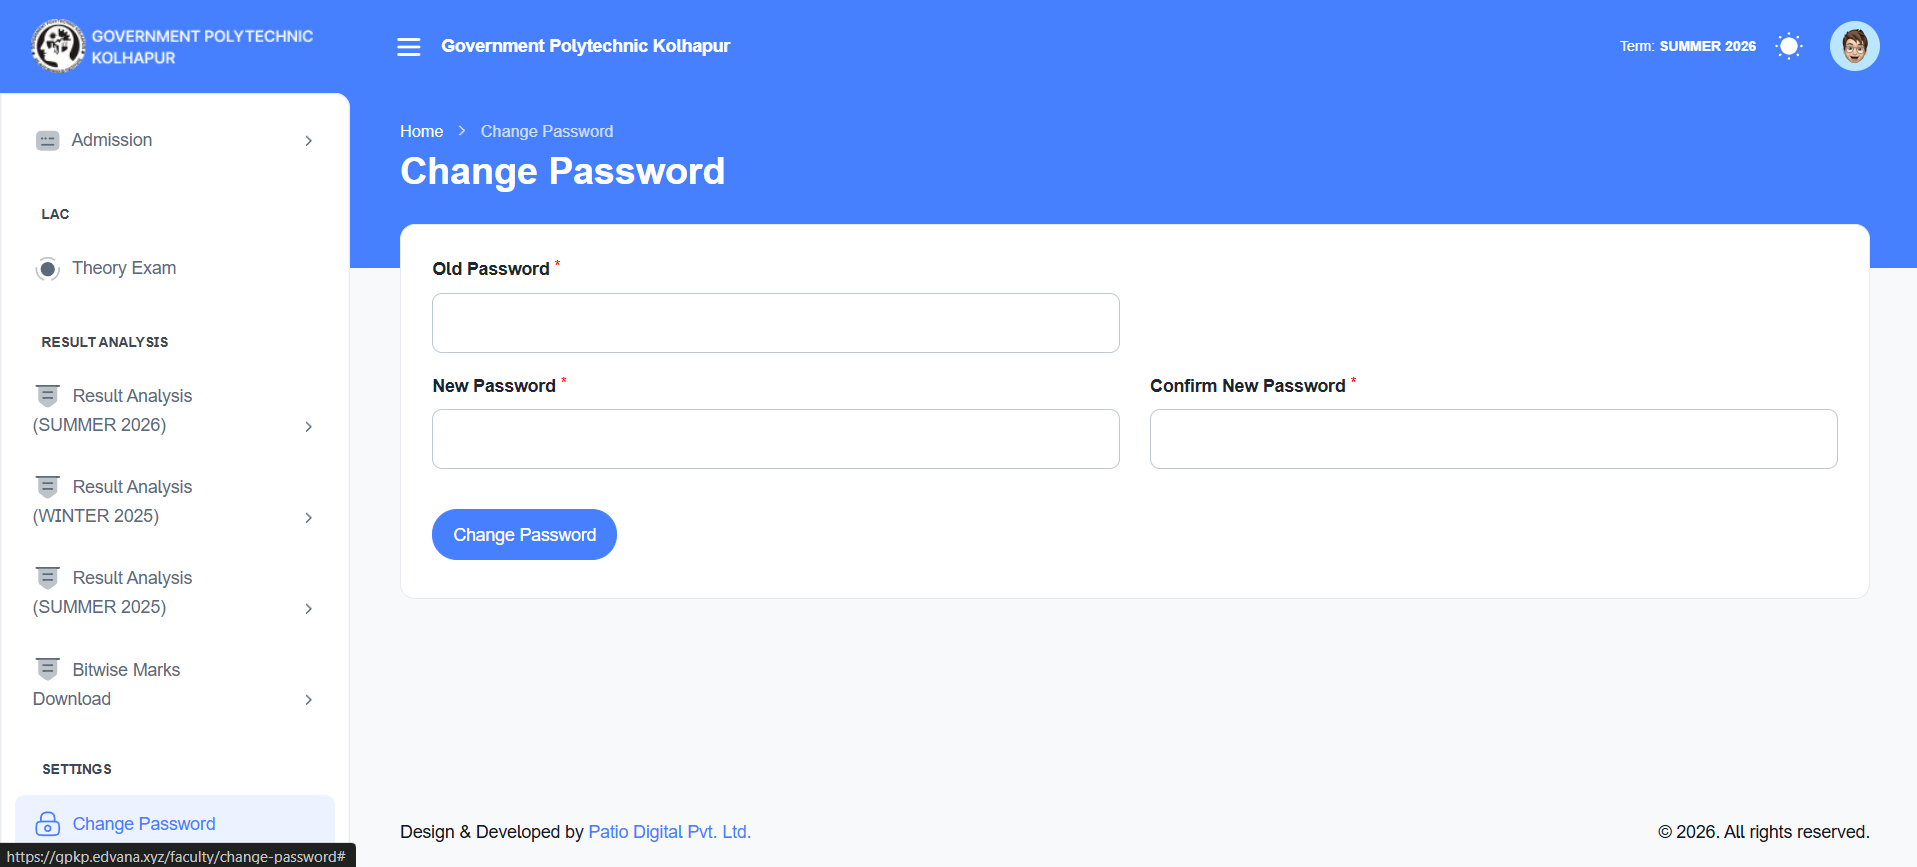 GOVERNMENT POLYTECHNIC
KOLHAPUR
Government Polytechnic Kolhapur
Term: SUMMER 2026
Admission
LAC
Theory Exam
RESULT ANALYSIS
Result Analysis
(SUMMER 2026)
Result Analysis
(WINTER 2025)
Result Analysis
(SUMMER 2025)
Bitwise Marks
Download
SETTINGS
Change Password
Home > Change Password
Change Password
Old Password *
New Password *
Confirm New Password *
Change Password
Design & Developed by Patio Digital Pvt. Ltd.
© 2026. All rights reserved.
https://gpkp.edvana.xyz/faculty/change-password#